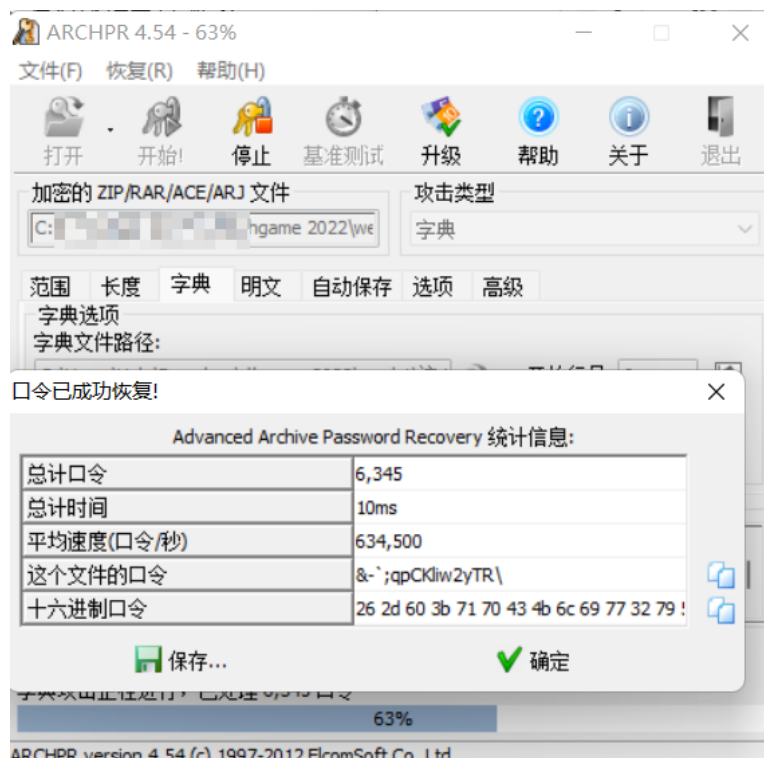 ARCHPR 4.54 - 63%
文件(F) 恢复(R) 帮助(H)
打开 开始! 停止 基准测试 升级 帮助 关于 退出
加密的 ZIP/RAR/ACE/ARJ 文件 攻击类型
C: hgame 2022\we 字典
范围 长度 字典 明文 自动保存 选项 高级
字典选项
字典文件路径:
口令已成功恢复!
Advanced Archive Password Recovery 统计信息:
总计口令 6,345
总计时间 10ms
平均速度(口令/秒) 634,500
这个文件的口令 &-`;qpCKliw2yTR\
十六进制口令 26 2d 60 3b 71 70 43 4b 6c 69 77 32 79
保存... 确定
63%
ARCHPR version 4.54 (c) 1997-2012 ElcomSoft Co. Ltd.